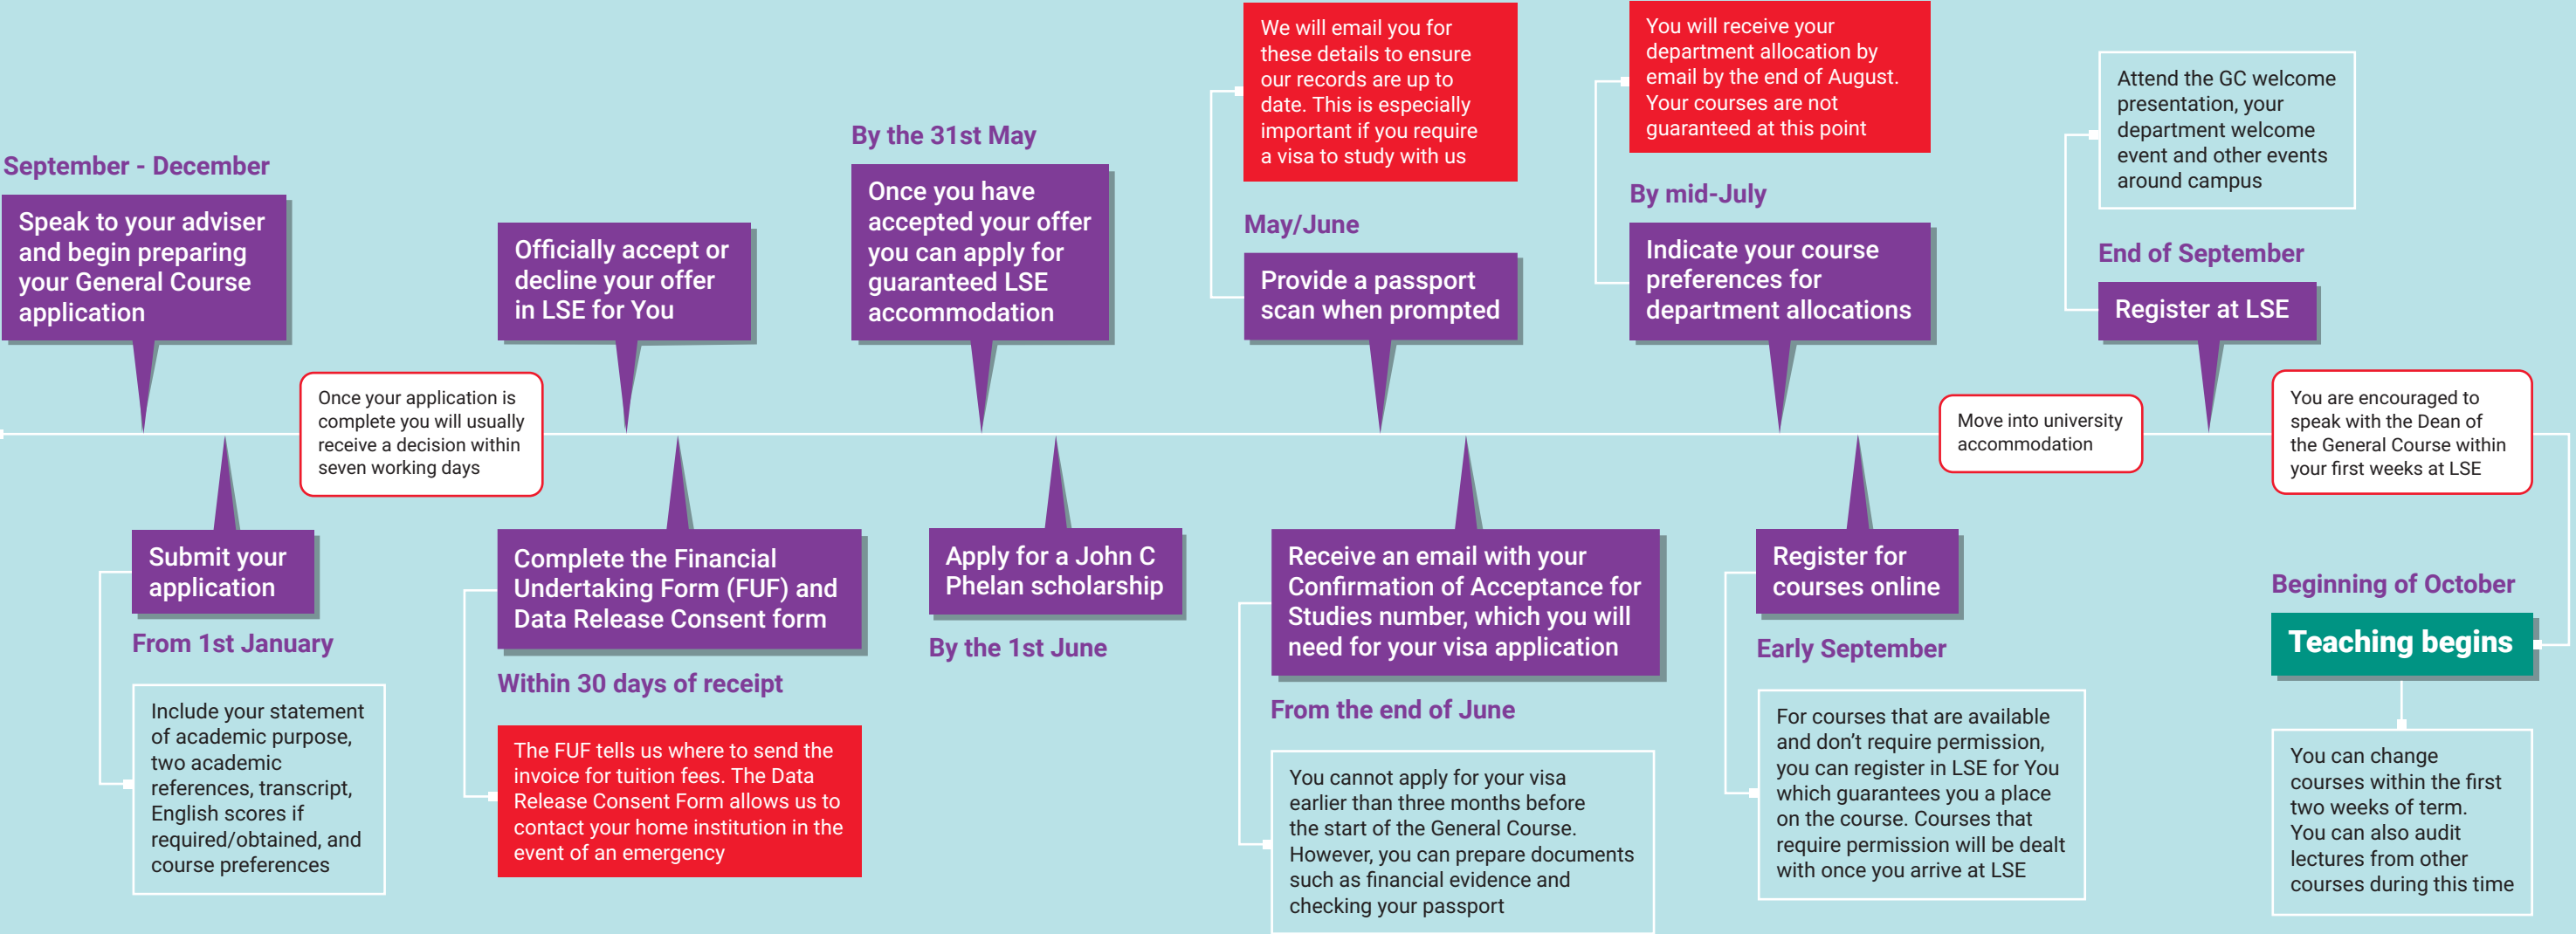 September - December
Speak to your adviser
and begin preparing
your General Course
application
Submit your
application
From 1st January
Include your statement
of academic purpose,
two academic
references, transcript,
English scores if
required/obtained, and
course preferences
Once your application is
complete you will usually
receive a decision within
seven working days
Officially accept or
decline your offer
in LSE for You
Complete the Financial
Undertaking Form (FUF) and
Data Release Consent form
Within 30 days of receipt
The FUF tells us where to send the
invoice for tuition fees. The Data
Release Consent Form allows us to
contact your home institution in the
event of an emergency
By the 31st May
Once you have
accepted your offer
you can apply for
guaranteed LSE
accommodation
Apply for a John C
Phelan scholarship
By the 1st June
We will email you for
these details to ensure
our records are up to
date. This is especially
important if you require
a visa to study with us
May/June
Provide a passport
scan when prompted
Receive an email with your
Confirmation of Acceptance for
Studies number, which you will
need for your visa application
From the end of June
You cannot apply for your visa
earlier than three months before
the start of the General Course.
However, you can prepare documents
such as financial evidence and
checking your passport
You will receive your
department allocation by
email by the end of August.
Your courses are not
guaranteed at this point
By mid-July
Indicate your course
preferences for
department allocations
Register for
courses online
Early September
For courses that are available
and don't require permission,
you can register in LSE for You
which guarantees you a place
on the course. Courses that
require permission will be dealt
with once you arrive at LSE
Move into university
accommodation
Attend the GC welcome
presentation, your
department welcome
event and other events
around campus
End of September
Register at LSE
You are encouraged to
speak with the Dean of
the General Course within
your first weeks at LSE
Beginning of October
Teaching begins
You can change
courses within the first
two weeks of term.
You can also audit
lectures from other
courses during this time